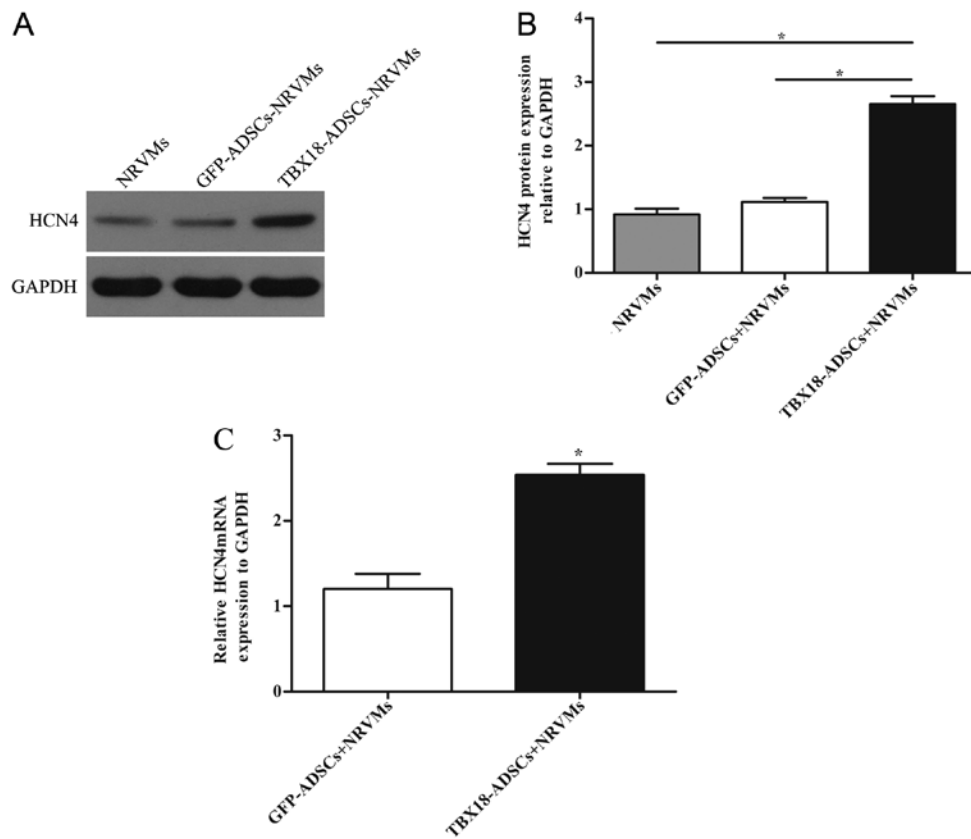 A
NRVMs
GFP-ADSCs-NRVMs
TBX18-ADSCs-NRVMs
HCN4
GAPDH
B
*
*
HCN4 protein expression
relative to GAPDH
4
3
2
1
0
NRVMs
GFP-ADSCs+NRVMs
TBX18-ADSCs+NRVMs
C
*
Relative HCN4mRNA
expression to GAPDH
3
2
1
0
GFP-ADSCs+NRVMs
TBX18-ADSCs+NRVMs